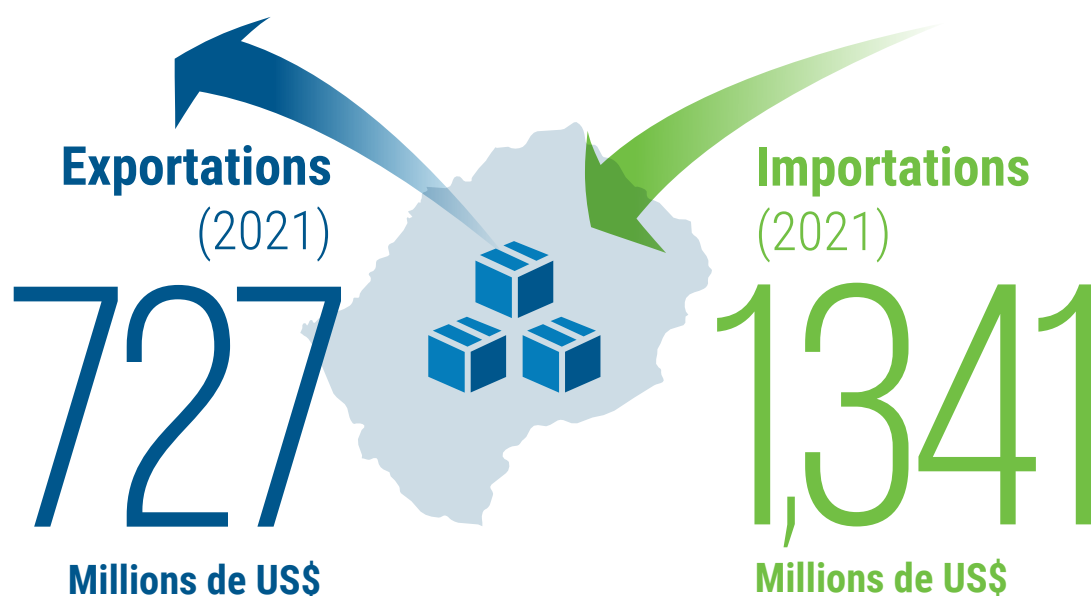 Exportations
(2021)
727
Millions de US$
Importations
(2021)
1,341
Millions de US$